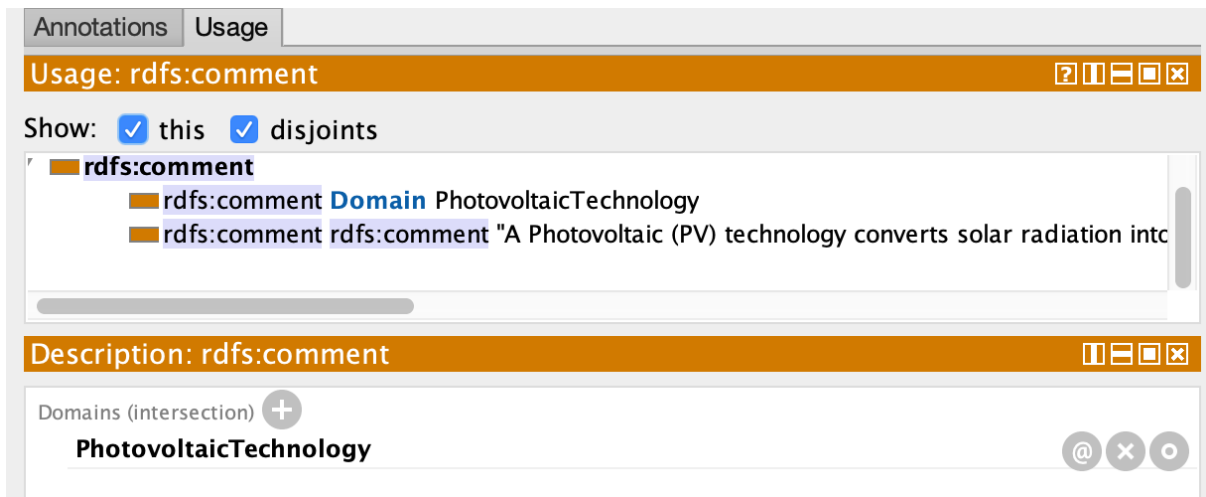 Annotations Usage
Usage: rdfs:comment
Show: this disjoints
rdfs:comment
rdfs:comment Domain PhotovoltaicTechnology
rdfs:comment rdfs:comment "A Photovoltaic (PV) technology converts solar radiation into
Description: rdfs:comment
Domains (intersection)
PhotovoltaicTechnology